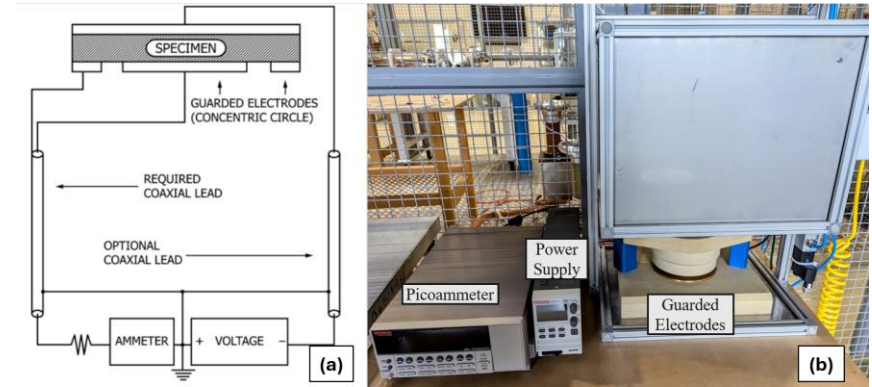 SPECIMEN
GUARDED ELECTRODES
(CONCENTRIC CIRCLE)
REQUIRED
COAXIAL LEAD
OPTIONAL
COAXIAL LEAD
AMMETER
+ VOLTAGE −
(a)
Picoammeter
Power
Supply
Guarded
Electrodes
(b)